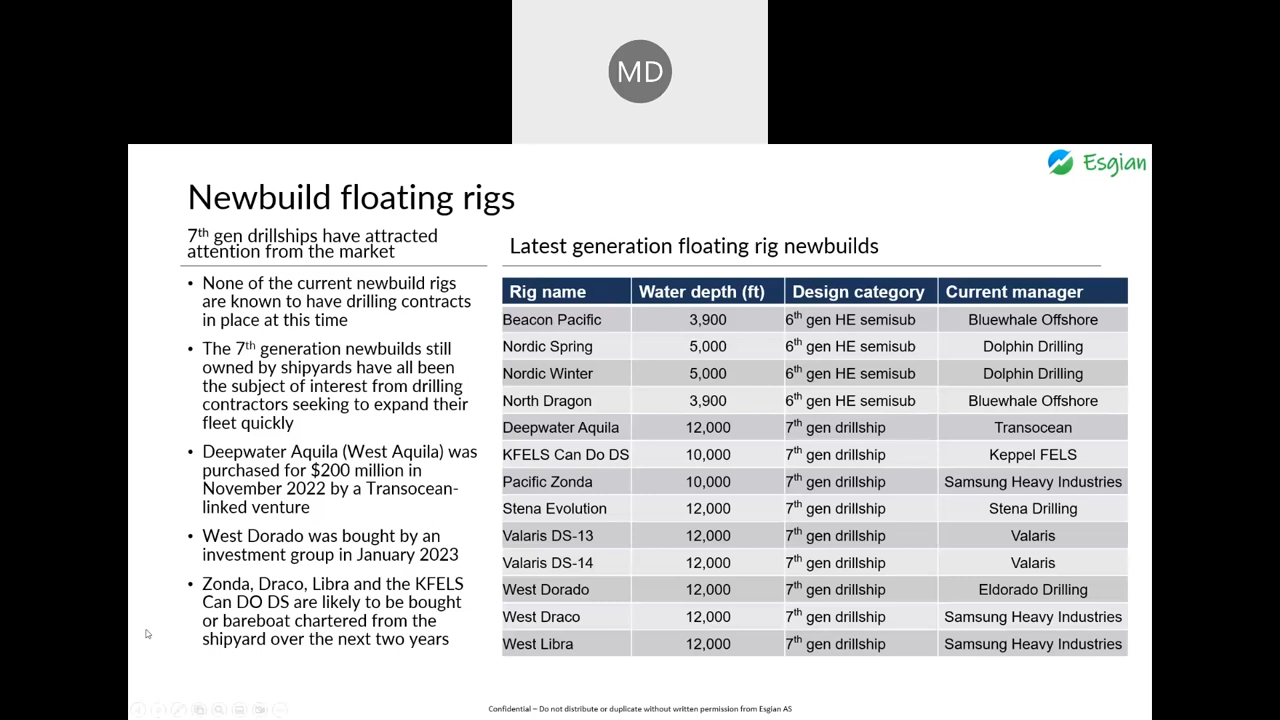 MD
Esgian
Newbuild floating rigs
7th gen drillships have attracted
attention from the market
• None of the current newbuild rigs
are known to have drilling contracts
in place at this time
• The 7th generation newbuilds still
owned by shipyards have all been
the subject of interest from drilling
contractors seeking to expand their
fleet quickly
• Deepwater Aquila (West Aquila) was
purchased for $200 million in
November 2022 by a Transocean-
linked venture
• West Dorado was bought by an
investment group in January 2023
• Zonda, Draco, Libra and the KFELS
Can DO DS are likely to be bought
or bareboat chartered from the
shipyard over the next two years
Latest generation floating rig newbuilds
Rig name Water depth (ft) Design category Current manager
Beacon Pacific 3,900 6th gen HE semisub Bluewhale Offshore
Nordic Spring 5,000 6th gen HE semisub Dolphin Drilling
Nordic Winter 5,000 6th gen HE semisub Dolphin Drilling
North Dragon 3,900 6th gen HE semisub Bluewhale Offshore
Deepwater Aquila 12,000 7th gen drillship Transocean
KFELS Can Do DS 10,000 7th gen drillship Keppel FELS
Pacific Zonda 10,000 7th gen drillship Samsung Heavy Industries
Stena Evolution 12,000 7th gen drillship Stena Drilling
Valaris DS-13 12,000 7th gen drillship Valaris
Valaris DS-14 12,000 7th gen drillship Valaris
West Dorado 12,000 7th gen drillship Eldorado Drilling
West Draco 12,000 7th gen drillship Samsung Heavy Industries
West Libra 12,000 7th gen drillship Samsung Heavy Industries
Confidential – Do not distribute or duplicate without written permission from Esgian AS